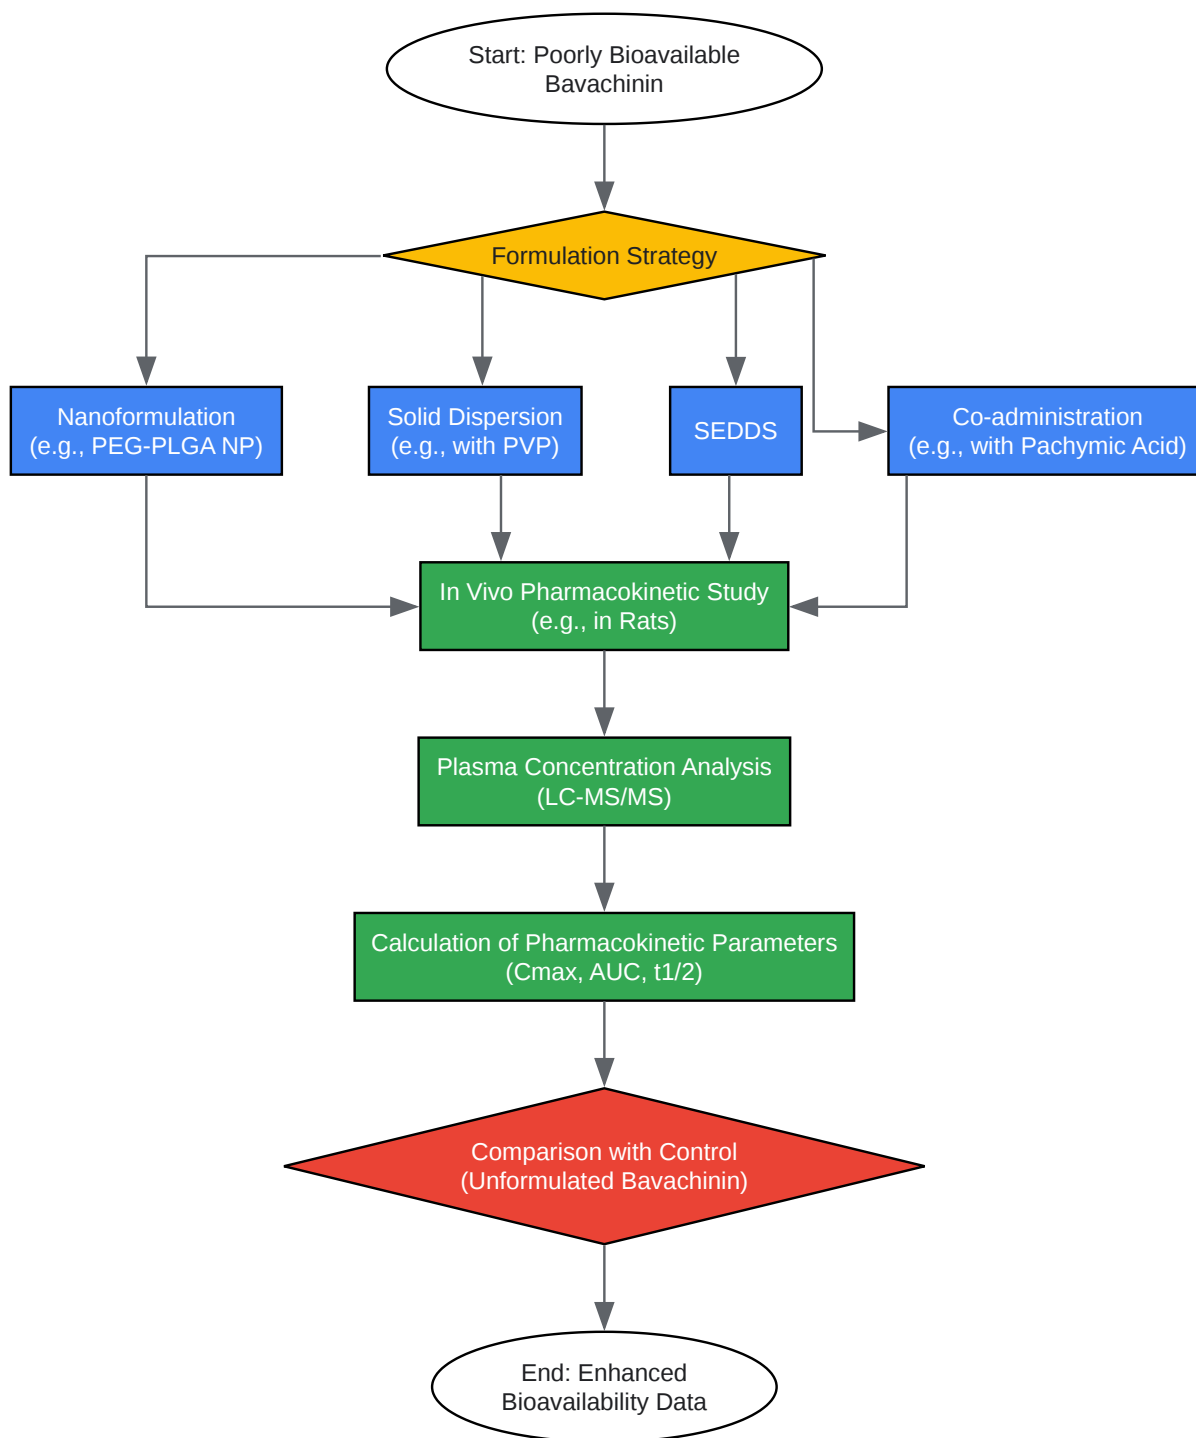 Start: Poorly Bioavailable
Bavachinin
Formulation Strategy
Nanoformulation
(e.g., PEG-PLGA NP)
Solid Dispersion
(e.g., with PVP)
SEDDS
Co-administration
(e.g., with Pachymic Acid)
In Vivo Pharmacokinetic Study
(e.g., in Rats)
Plasma Concentration Analysis
(LC-MS/MS)
Calculation of Pharmacokinetic Parameters
(Cmax, AUC, t1/2)
Comparison with Control
(Unformulated Bavachinin)
End: Enhanced
Bioavailability Data